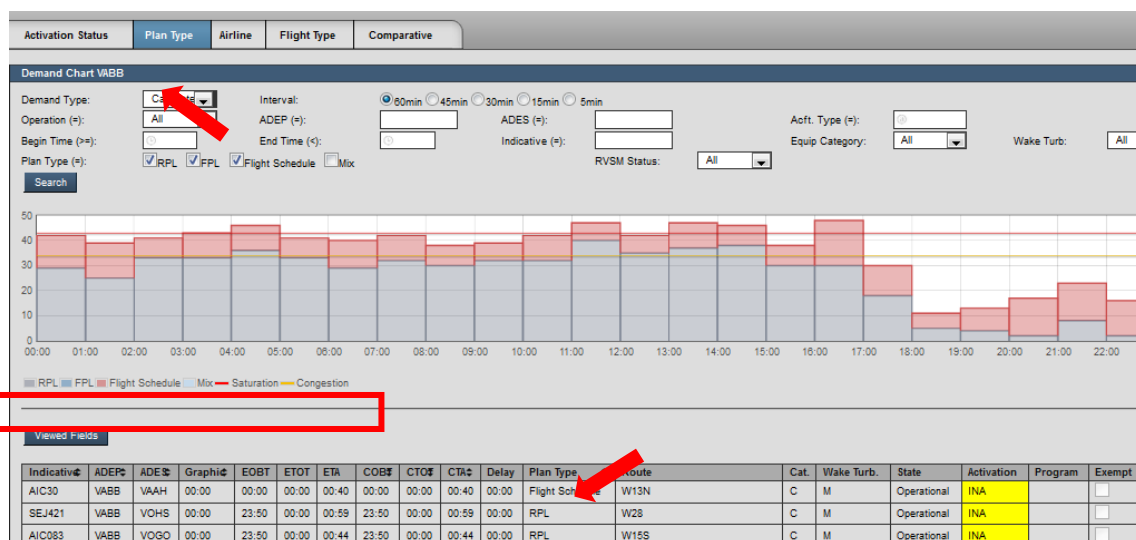 Activation Status Plan Type Airline Flight Type Comparative
Demand Chart VABB
Demand Type: Interval: 60min 45min 30min 15min 5min
Operation (=): All ADEP (=): ADES (=): Acft. Type (=):
Begin Time (>=): End Time (<): Indicative (=): Equip Category: All Wake Turb: All
Plan Type (=): RPL FPL Flight Schedule Mix RVSM Status: All
Search
50
40
30
20
10
0
00:00 01:00 02:00 03:00 04:00 05:00 06:00 07:00 08:00 09:00 10:00 11:00 12:00 13:00 14:00 15:00 16:00 17:00 18:00 19:00 20:00 21:00 22:00
RPL FPL Flight Schedule Mix Saturation Congestion
Viewed Fields
Indicative ADEP ADES Graphic EOBT ETOT ETA COBT CTOT CTA Delay Plan Type Route Cat. Wake Turb. State Activation Program Exempt
AIC30 VABB VAAH 00:00 00:00 00:00 00:40 00:00 00:00 00:40 00:00 Flight W13N C M Operational INA
SEJ421 VABB VOHS 00:00 23:50 00:00 00:59 23:50 00:00 00:59 00:00 RPL W28 C M Operational INA
AIC083 VABB VOGO 00:00 23:50 00:00 00:44 23:50 00:00 00:44 00:00 RPL W15S C M Operational INA